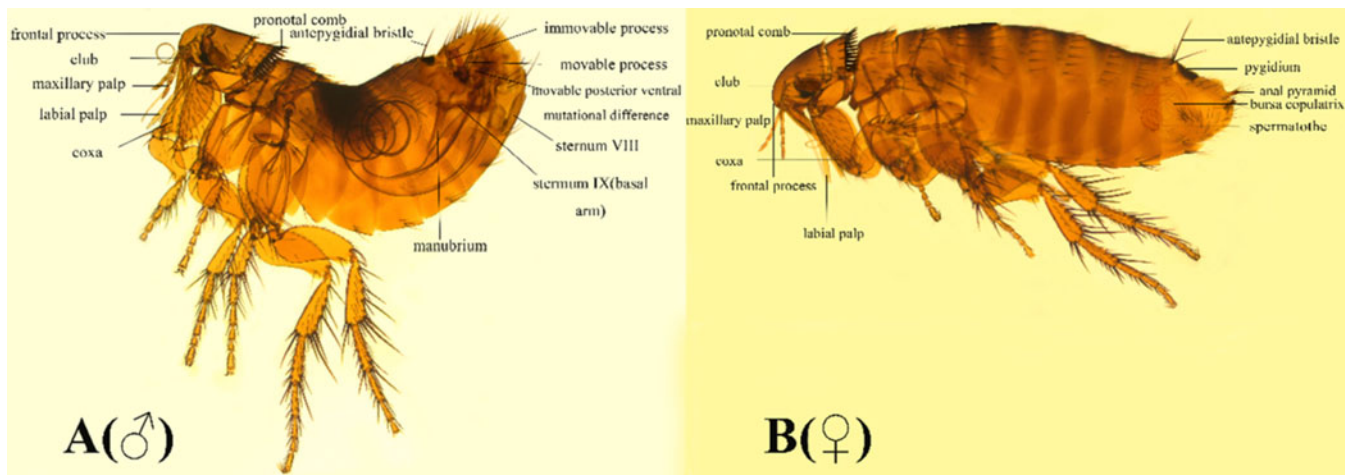 pronotal comb
antepygidial bristle
frontal process
club
maxillary palp
labial palp
coxa
immovable process
movable process
movable posterior ventral
mutational difference
sternum VIII
stermum IX(basal
arm)
manubrium
A(♂)
pronotal comb
club
maxillary palp
coxa
frontal process
labial palp
antepygidial bristle
pygidium
anal pyramid
bursa copulatrix
spermatothe
B(♀)